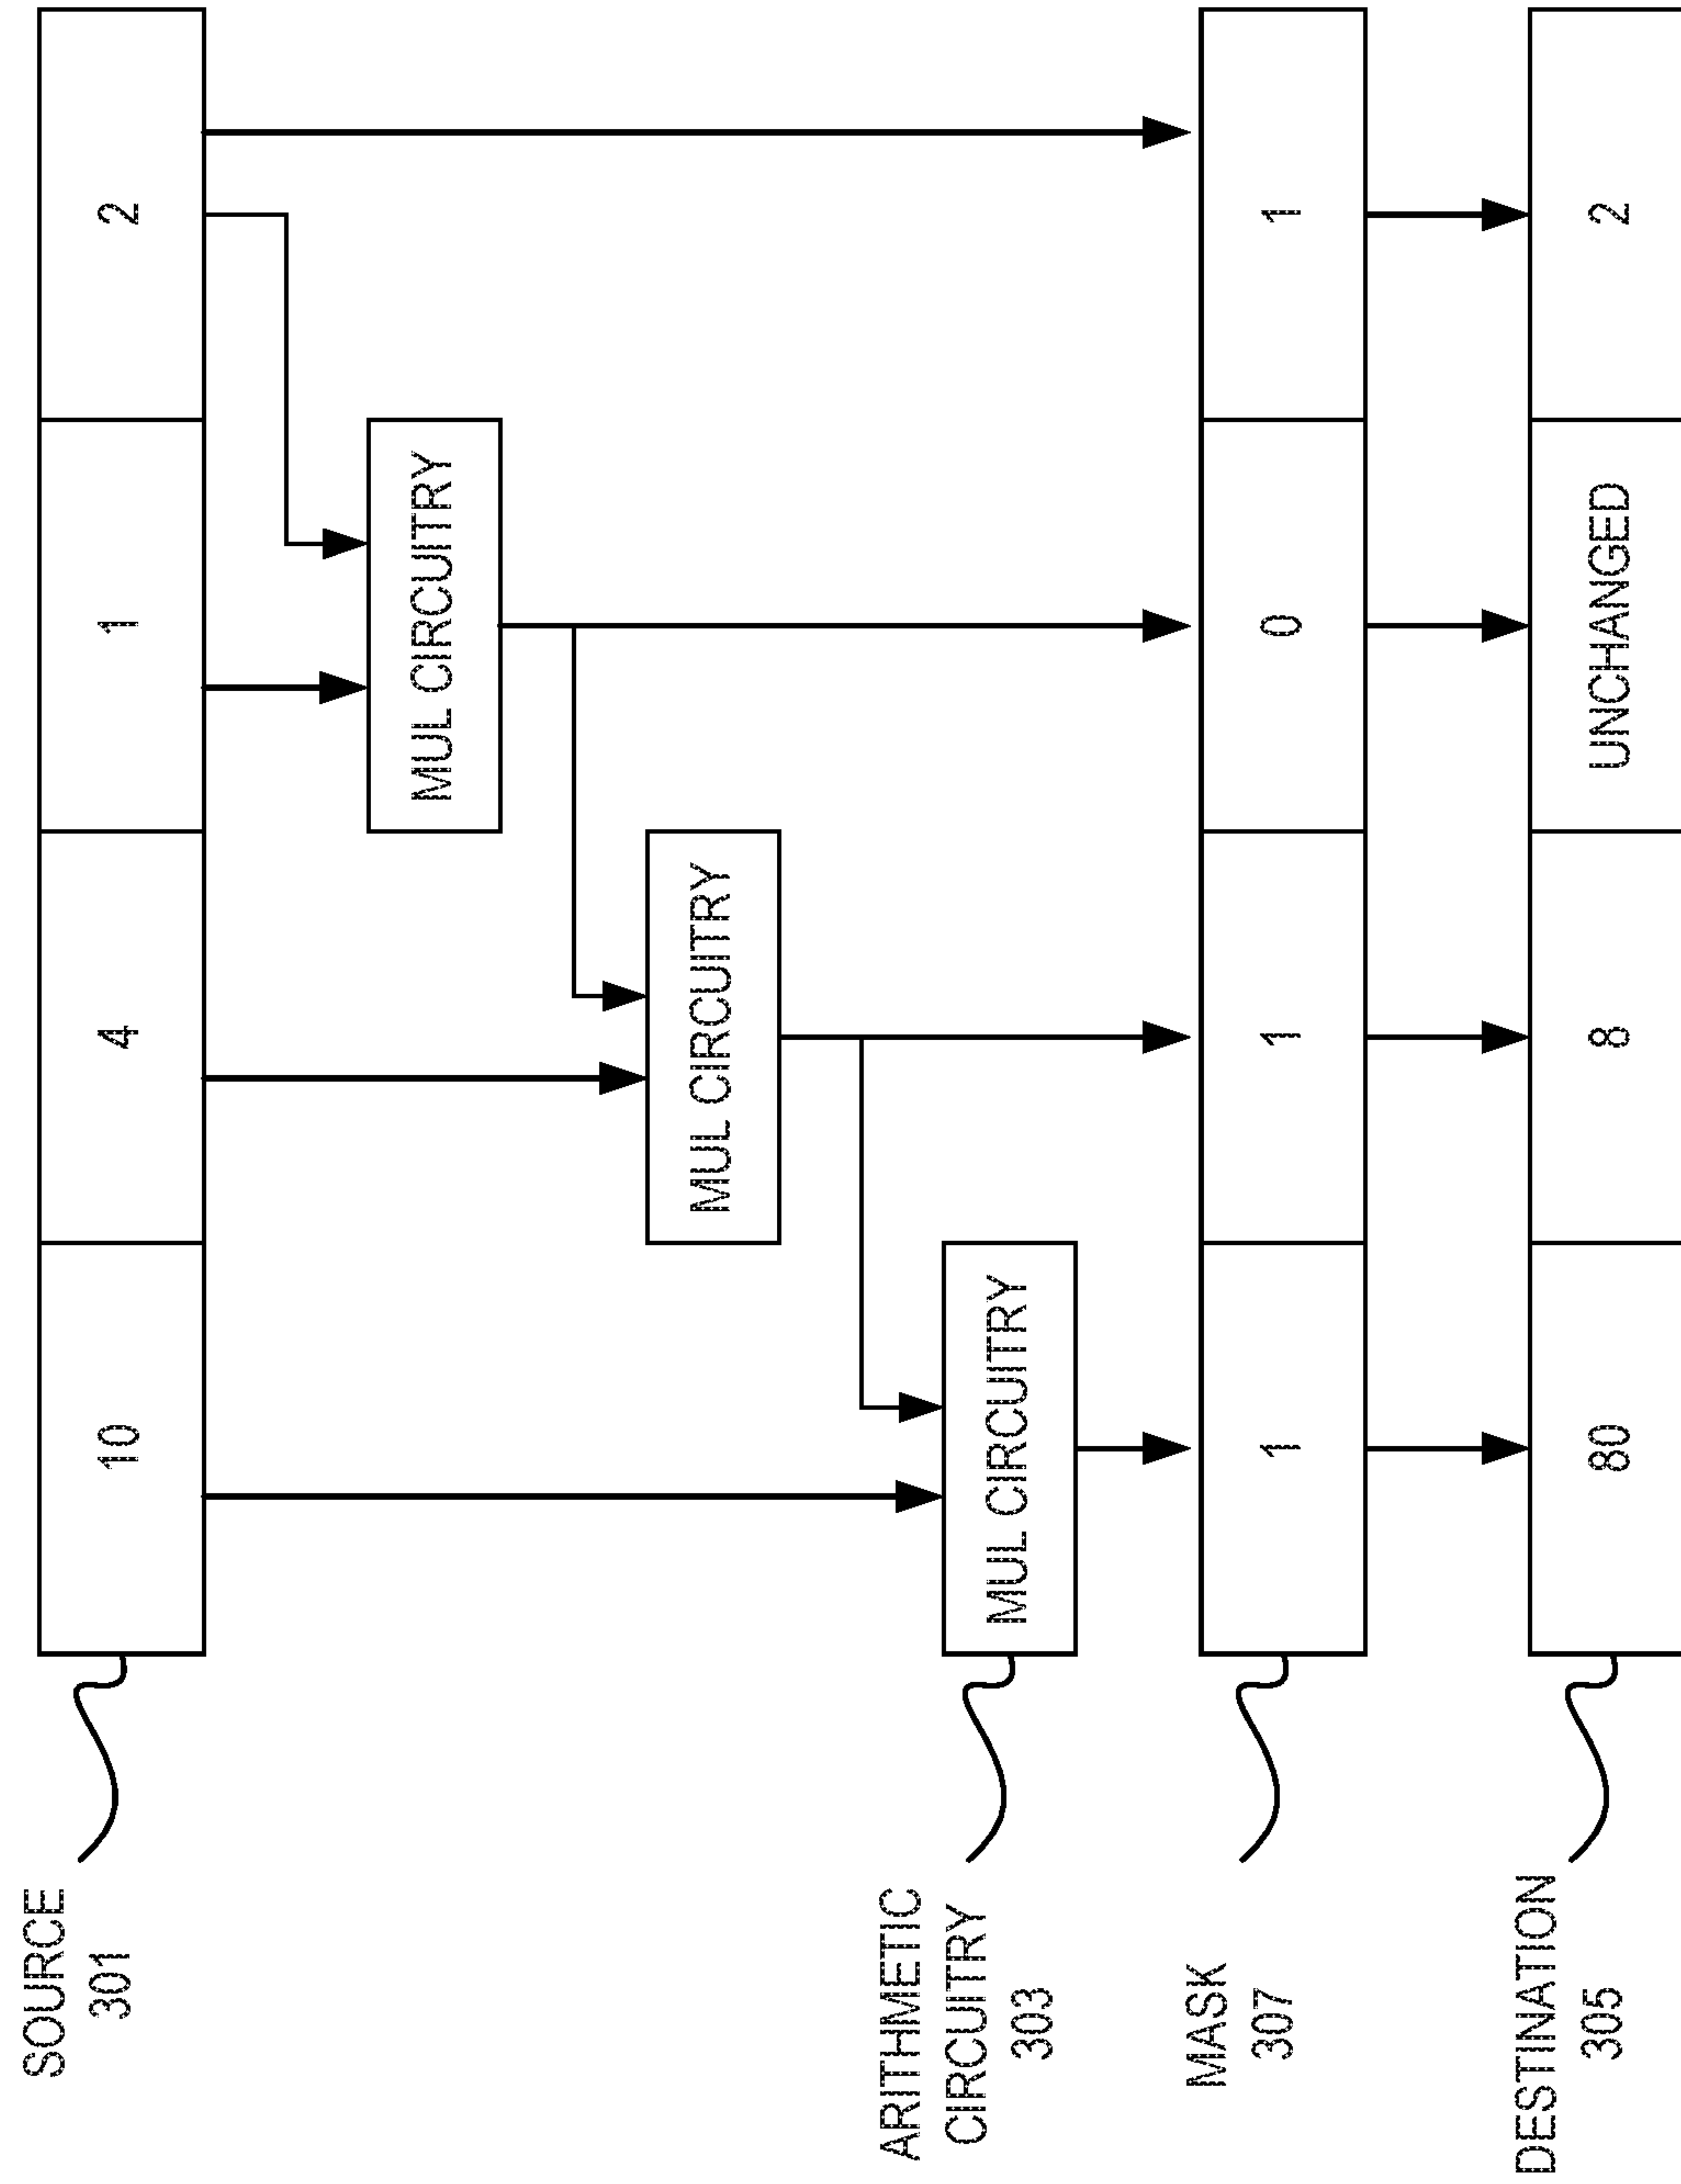 SOURCE
301
10
4
1
2
MUL CIRCUITRY
MUL CIRCUITRY
ARITHMETIC
CIRCUITRY
303
MUL CIRCUITRY
MASK
307
1
1
0
1
DESTINATION
305
80
8
UNCHANGED
2